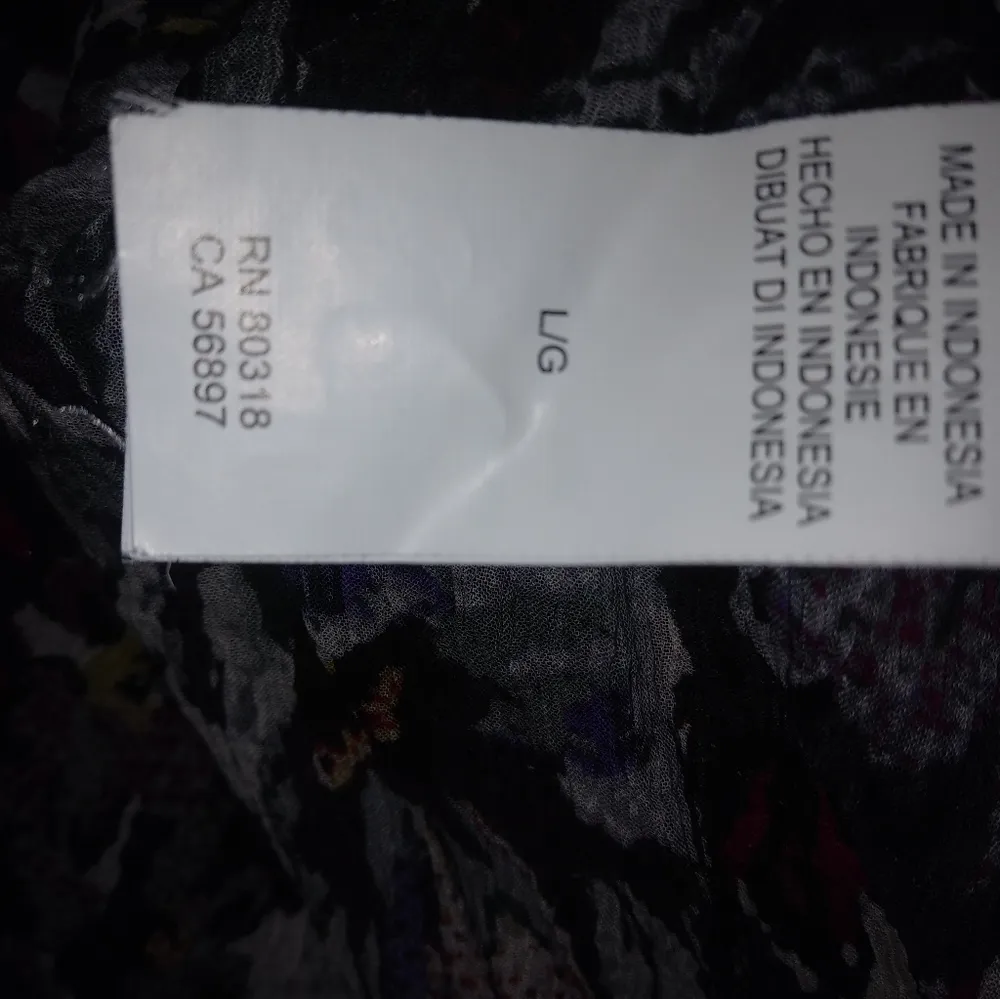 MADE IN INDONESIA
FABRIQUE EN
INDONESIE
HECHO EN INDONESIA
DIBUAT DI INDONESIA
L/G
RN 80318
CA 56897